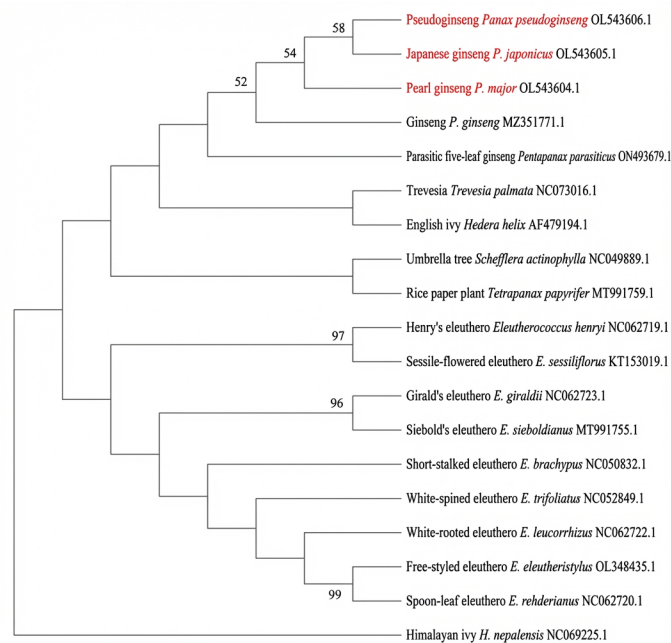 58
Pseudoginseng Panax pseudoginseng OL543606.1
Japanese ginseng P. japonicus OL543605.1
54
Pearl ginseng P. major OL543604.1
52
Ginseng P. ginseng MZ351771.1
Parasitic five-leaf ginseng Pentapanax parasiticus ON493679.1
Trevesia Trevesia palmata NC073016.1
English ivy Hedera helix AF479194.1
Umbrella tree Schefflera actinophylla NC049889.1
Rice paper plant Tetrapanax papyrifer MT991759.1
97
Henry's eleuthero Eleutherococcus henryi NC062719.1
Sessile-flowered eleuthero E. sessiliflorus KT153019.1
96
Girald's eleuthero E. giraldii NC062723.1
Siebold's eleuthero E. sieboldianus MT991755.1
Short-stalked eleuthero E. brachypus NC050832.1
White-spined eleuthero E. trifoliatus NC052849.1
White-rooted eleuthero E. leucorrhizus NC062722.1
Free-styled eleuthero E. eleutheristylus OL348435.1
99
Spoon-leaf eleuthero E. rehderianus NC062720.1
Himalayan ivy H. nepalensis NC069225.1